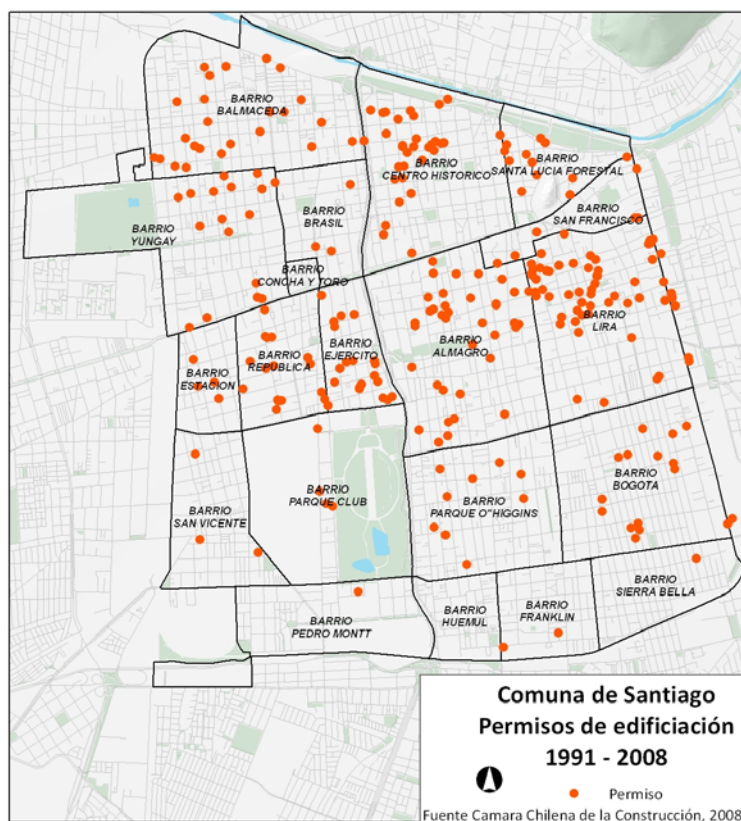 BARRIO
BALMACEDA
BARRIO
CENTRO HISTORICO
BARRIO
SANTA LUCIA FORESTAL
BARRIO
SAN FRANCISCO
BARRIO
YUNGAY
BARRIO
BRASIL
BARRIO
CONCHA Y TORO
BARRIO
LIRA
BARRIO
ALMAGRO
BARRIO
EJERCITO
BARRIO
REPUBLICA
BARRIO
ESTACION
BARRIO
BOGOTA
BARRIO
PARQUE CLUB
BARRIO
PARQUE O"HIGGINS
BARRIO
SAN VICENTE
BARRIO
SIERRA BELLA
BARRIO
HUEMUL
BARRIO
FRANKLIN
BARRIO
PEDRO MONTT
Comuna de Santiago
Permisos de edificiación
1991 - 2008
Permiso
Fuente Camara Chilena de la Construcción, 2008